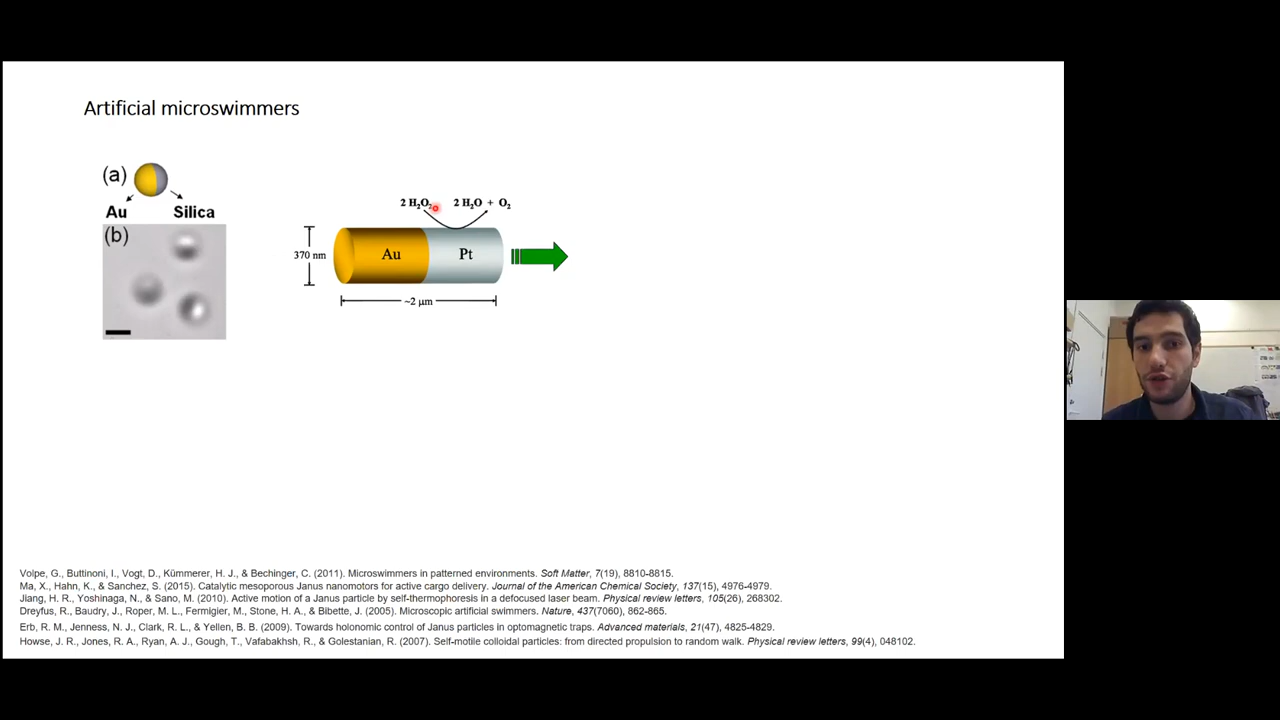 Artificial microswimmers
(a)
Au Silica
(b)
2 H₂O₂ 2 H₂O + O₂
370 nm Au Pt
~2 μm
Volpe, G., Buttinoni, I., Vogt, D., Kümmerer, H. J., & Bechinger, C. (2011). Microswimmers in patterned environments. Soft Matter, 7(19), 8810-8815.
Ma, X., Hahn, K., & Sanchez, S. (2015). Catalytic mesoporous Janus nanomotors for active cargo delivery. Journal of the American Chemical Society, 137(15), 4976-4979.
Jiang, H. R., Yoshinaga, N., & Sano, M. (2010). Active motion of a Janus particle by self-thermophoresis in a defocused laser beam. Physical review letters, 105(26), 268302.
Dreyfus, R., Baudry, J., Roper, M. L., Fermigier, M., Stone, H. A., & Bibette, J. (2005). Microscopic artificial swimmers. Nature, 437(7060), 862-865.
Erb, R. M., Jenness, N. J., Clark, R. L., & Yellen, B. B. (2009). Towards holonomic control of Janus particles in optomagnetic traps. Advanced materials, 21(47), 4825-4829.
Howse, J. R., Jones, R. A., Ryan, A. J., Gough, T., Vafabakhsh, R., & Golestanian, R. (2007). Self-motile colloidal particles: from directed propulsion to random walk. Physical review letters, 99(4), 048102.